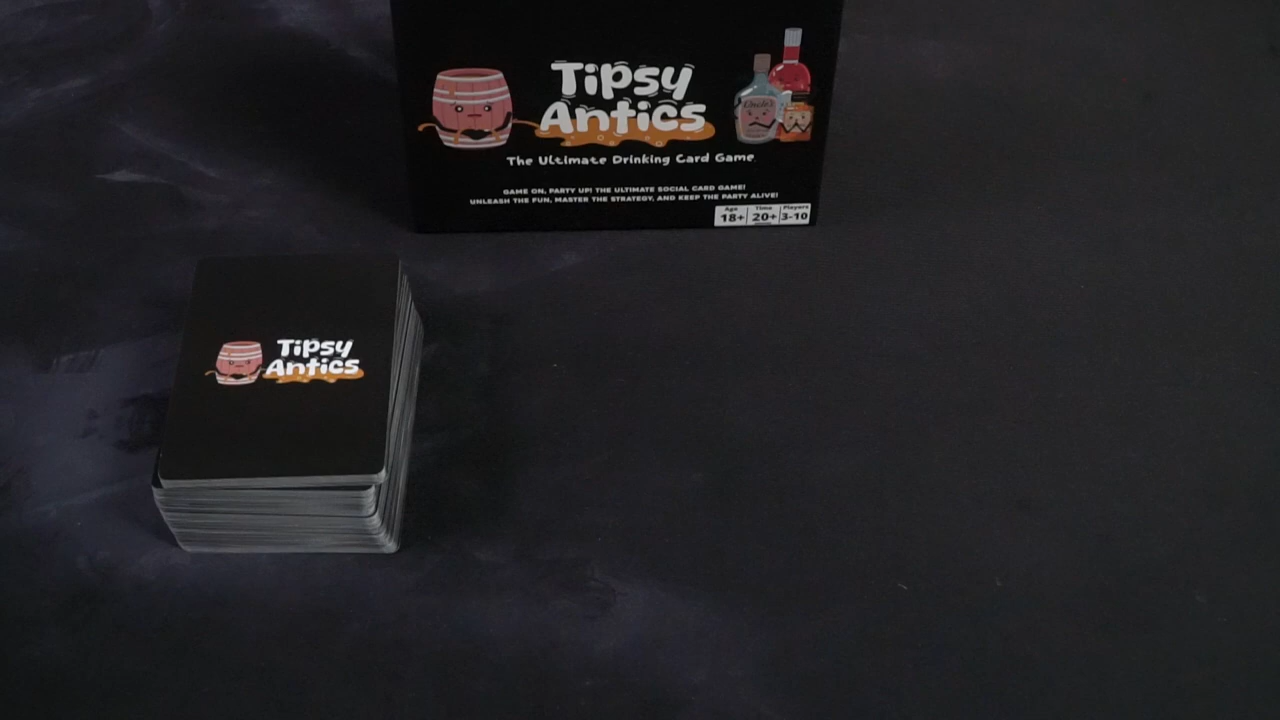 Tipsy
Antics
Uncle's
The Ultimate Drinking Card Game
GAME ON, PARTY UP! THE ULTIMATE SOCIAL CARD GAME!
UNLEASH THE FUN, MASTER THE STRATEGY, AND KEEP THE PARTY ALIVE!
Age Time Players
18+ 20+ 3-10
Tipsy
Antics